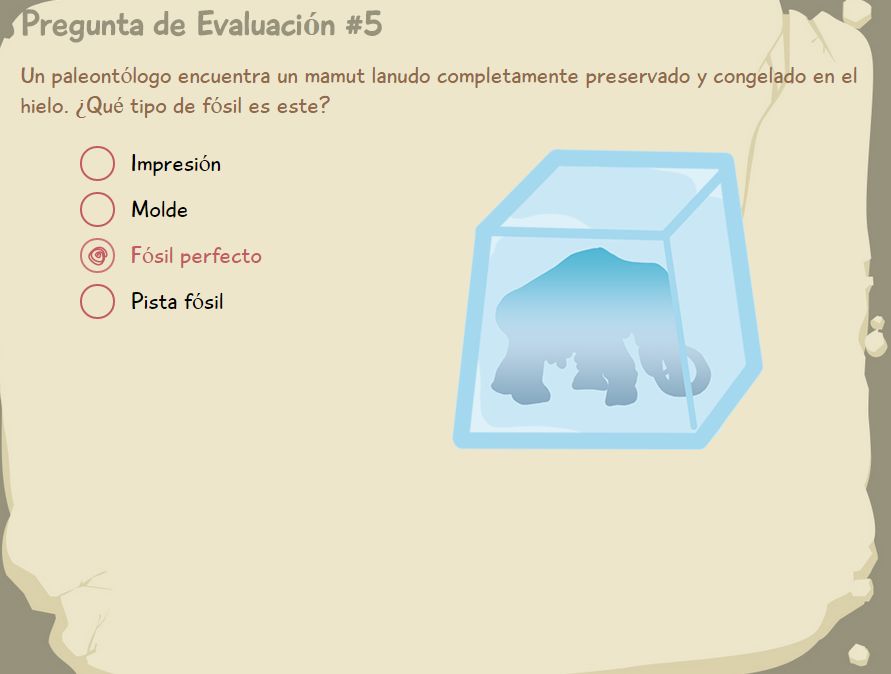 Pregunta de Evaluación #5
Un paleontólogo encuentra un mamut lanudo completamente preservado y congelado en el
hielo. ¿Qué tipo de fósil es este?
Impresión
Molde
Fósil perfecto
Pista fósil